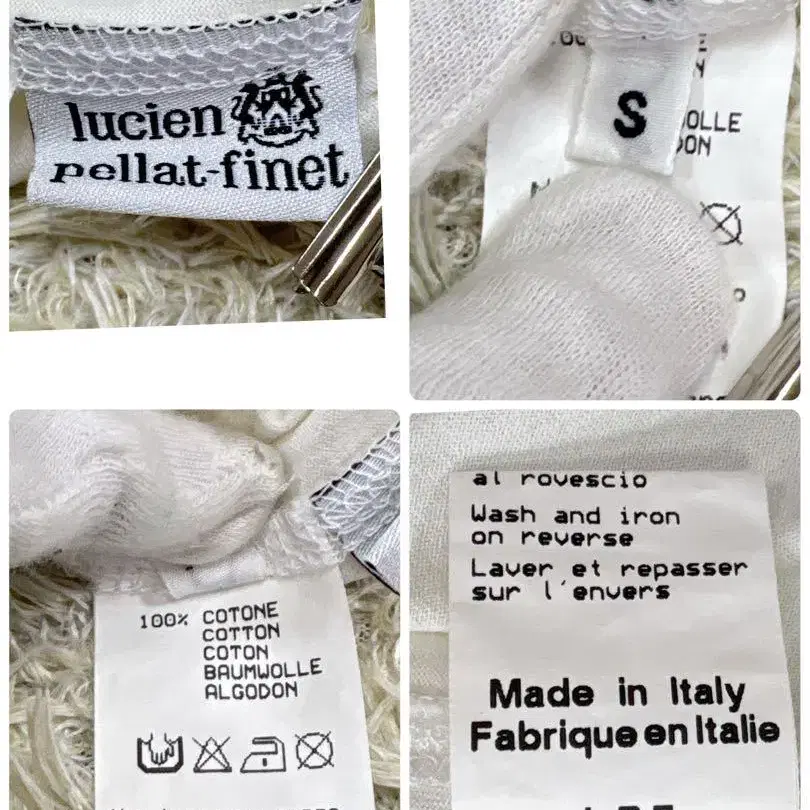 lucien
pellat-finet
S
OLLE
DON
100% COTONE
COTTON
COTON
BAUMWOLLE
ALGODON
al rovescio
Wash and iron
on reverse
Laver et repasser
sur l'envers
Made in Italy
Fabrique en Italie